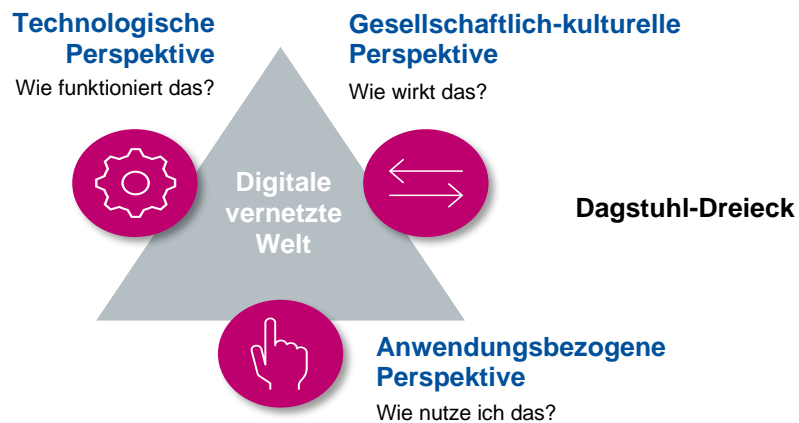 Technologische
Perspektive
Wie funktioniert das?
Gesellschaftlich-kulturelle
Perspektive
Wie wirkt das?
Digitale
vernetzte
Welt
Dagstuhl-Dreieck
Anwendungsbezogene
Perspektive
Wie nutze ich das?